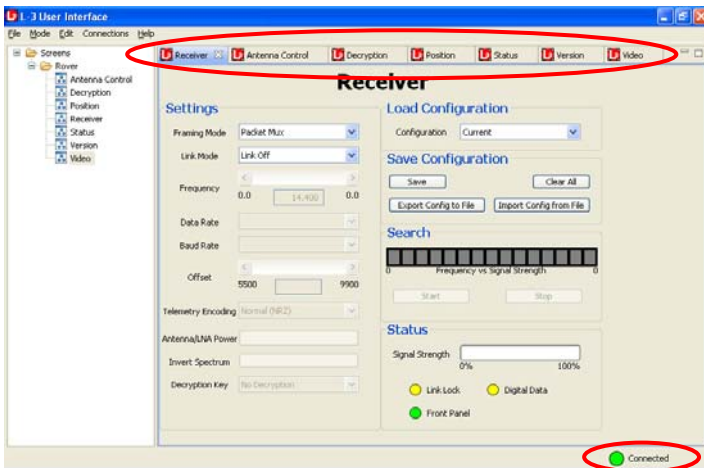 L-3 User Interface
File Mode Edit Connections Help
Screens
Rover
Antenna Control
Decryption
Position
Receiver
Status
Version
Video
Receiver Antenna Control Decryption Position Status Version Video
Receiver
Settings
Framing Mode Packet Mux
Link Mode Link Off
Frequency
0.0 14.400 0.0
Data Rate
Baud Rate
Offset
5500 9900
Telemetry Encoding Normal (NRZ)
Antenna/LNA Power
Invert Spectrum
Decryption Key No Decryption
Load Configuration
Configuration Current
Save Configuration
Save Clear All
Export Config to File Import Config from File
Search
0 Frequency vs Signal Strength 0
Start Stop
Status
Signal Strength
0% 100%
Link Lock Digital Data
Front Panel
Connected